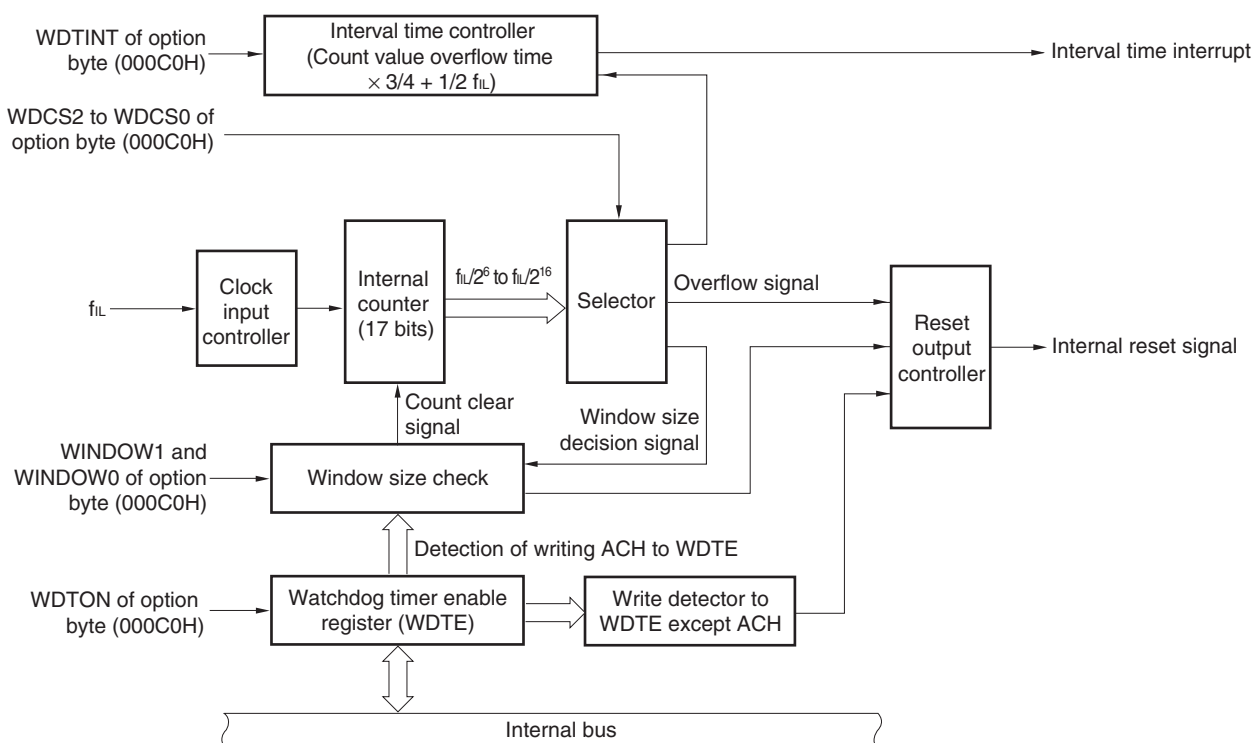 WDTINT of option
byte (000C0H)
Interval time controller
(Count value overflow time
× 3/4 + 1/2 fIL)
Interval time interrupt
WDCS2 to WDCS0 of
option byte (000C0H)
fIL
Clock
input
controller
Internal
counter
(17 bits)
fIL/2⁶ to fIL/2¹⁶
Selector
Overflow signal
Reset
output
controller
Internal reset signal
Count clear
signal
Window size
decision signal
WINDOW1 and
WINDOW0 of option
byte (000C0H)
Window size check
Detection of writing ACH to WDTE
WDTON of option
byte (000C0H)
Watchdog timer enable
register (WDTE)
Write detector to
WDTE except ACH
Internal bus